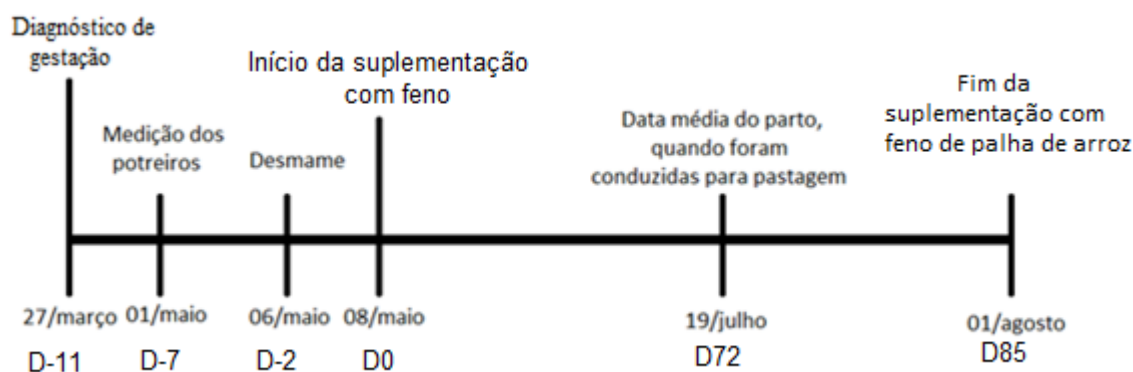 Diagnóstico de
gestação
Medição dos
potreiros
Desmame
Início da suplementação
com feno
Data média do parto,
quando foram
conduzidas para pastagem
Fim da
suplementação com
feno de palha de arroz
27/março
01/maio
06/maio
08/maio
19/julho
01/agosto
D-11
D-7
D-2
D0
D72
D85